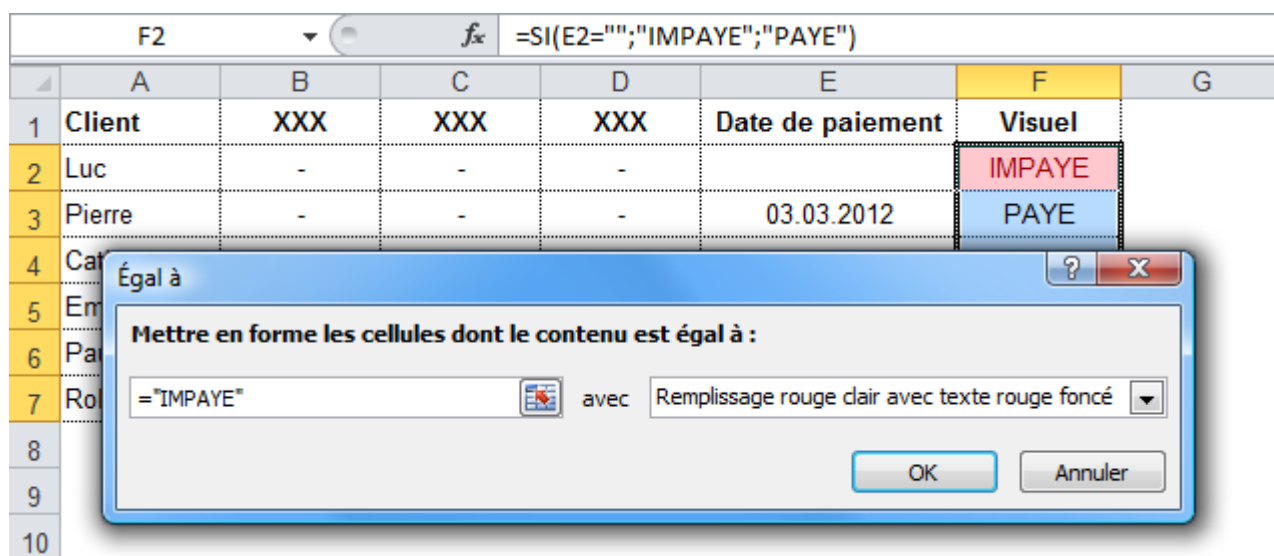 F2 fx =SI(E2="";"IMPAYE";"PAYE")
A B C D E F G
1 Client XXX XXX XXX Date de paiement Visuel
2 Luc - - - IMPAYE
3 Pierre - - - 03.03.2012 PAYE
4
Égal à ?
5
Mettre en forme les cellules dont le contenu est égal à :
6
7 ="IMPAYE" avec Remplissage rouge clair avec texte rouge foncé
8
OK Annuler
9
10